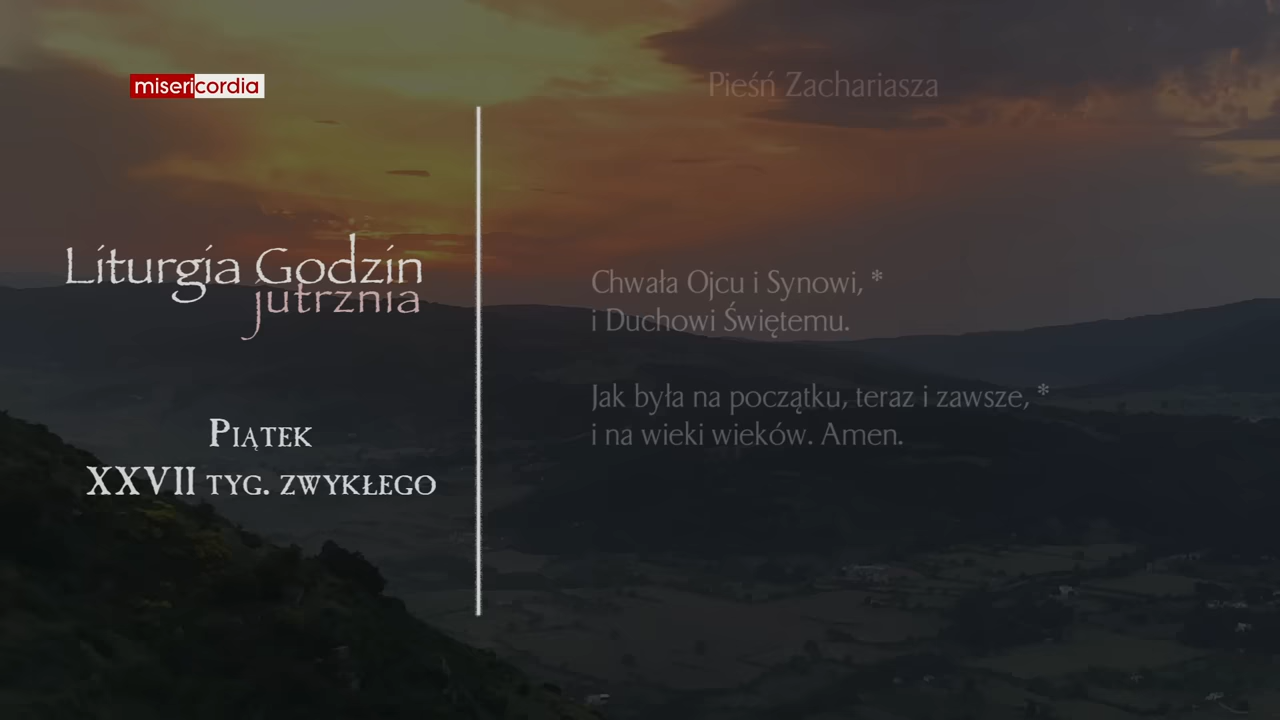 misericordia
Liturgia Godzin
jutrznia
Piątek
XXVII tyg. zwykłego
Pieśń Zachariasza
Chwała Ojcu i Synowi, *
i Duchowi Świętemu.
Jak była na początku, teraz i zawsze, *
i na wieki wieków. Amen.